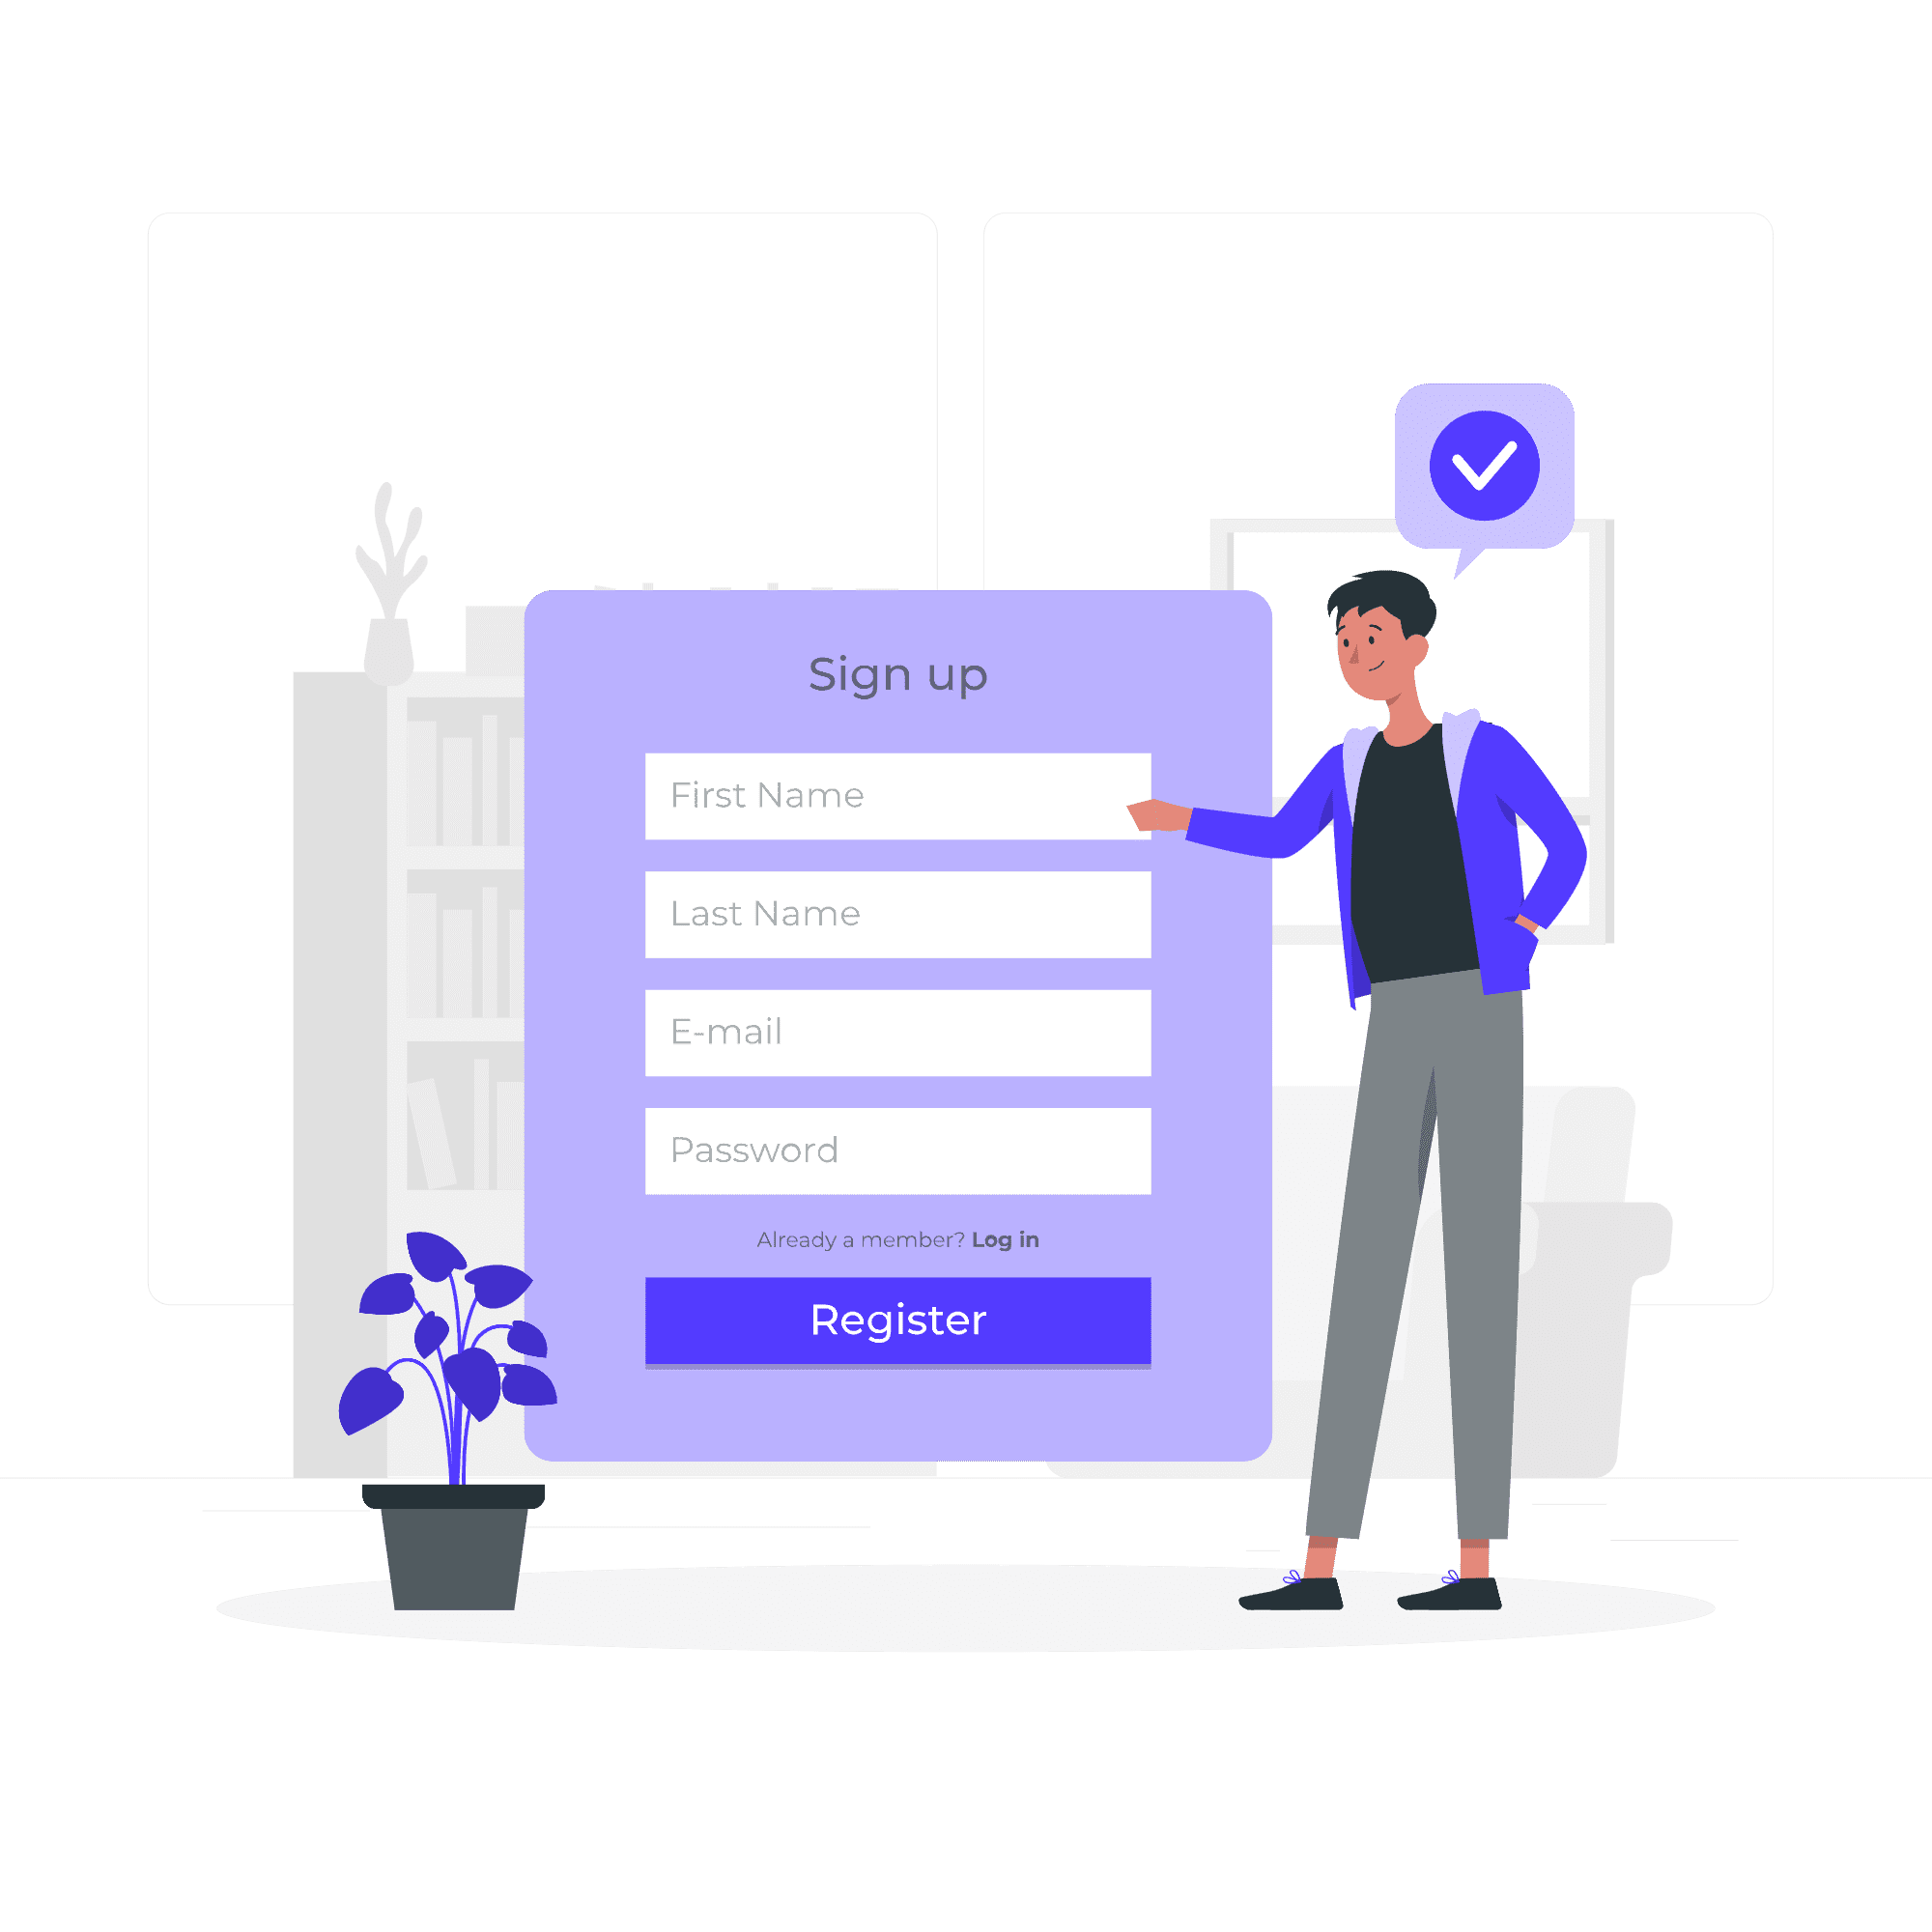 Sign up
First Name
Last Name
E-mail
Password
Already a member? Log in
Register